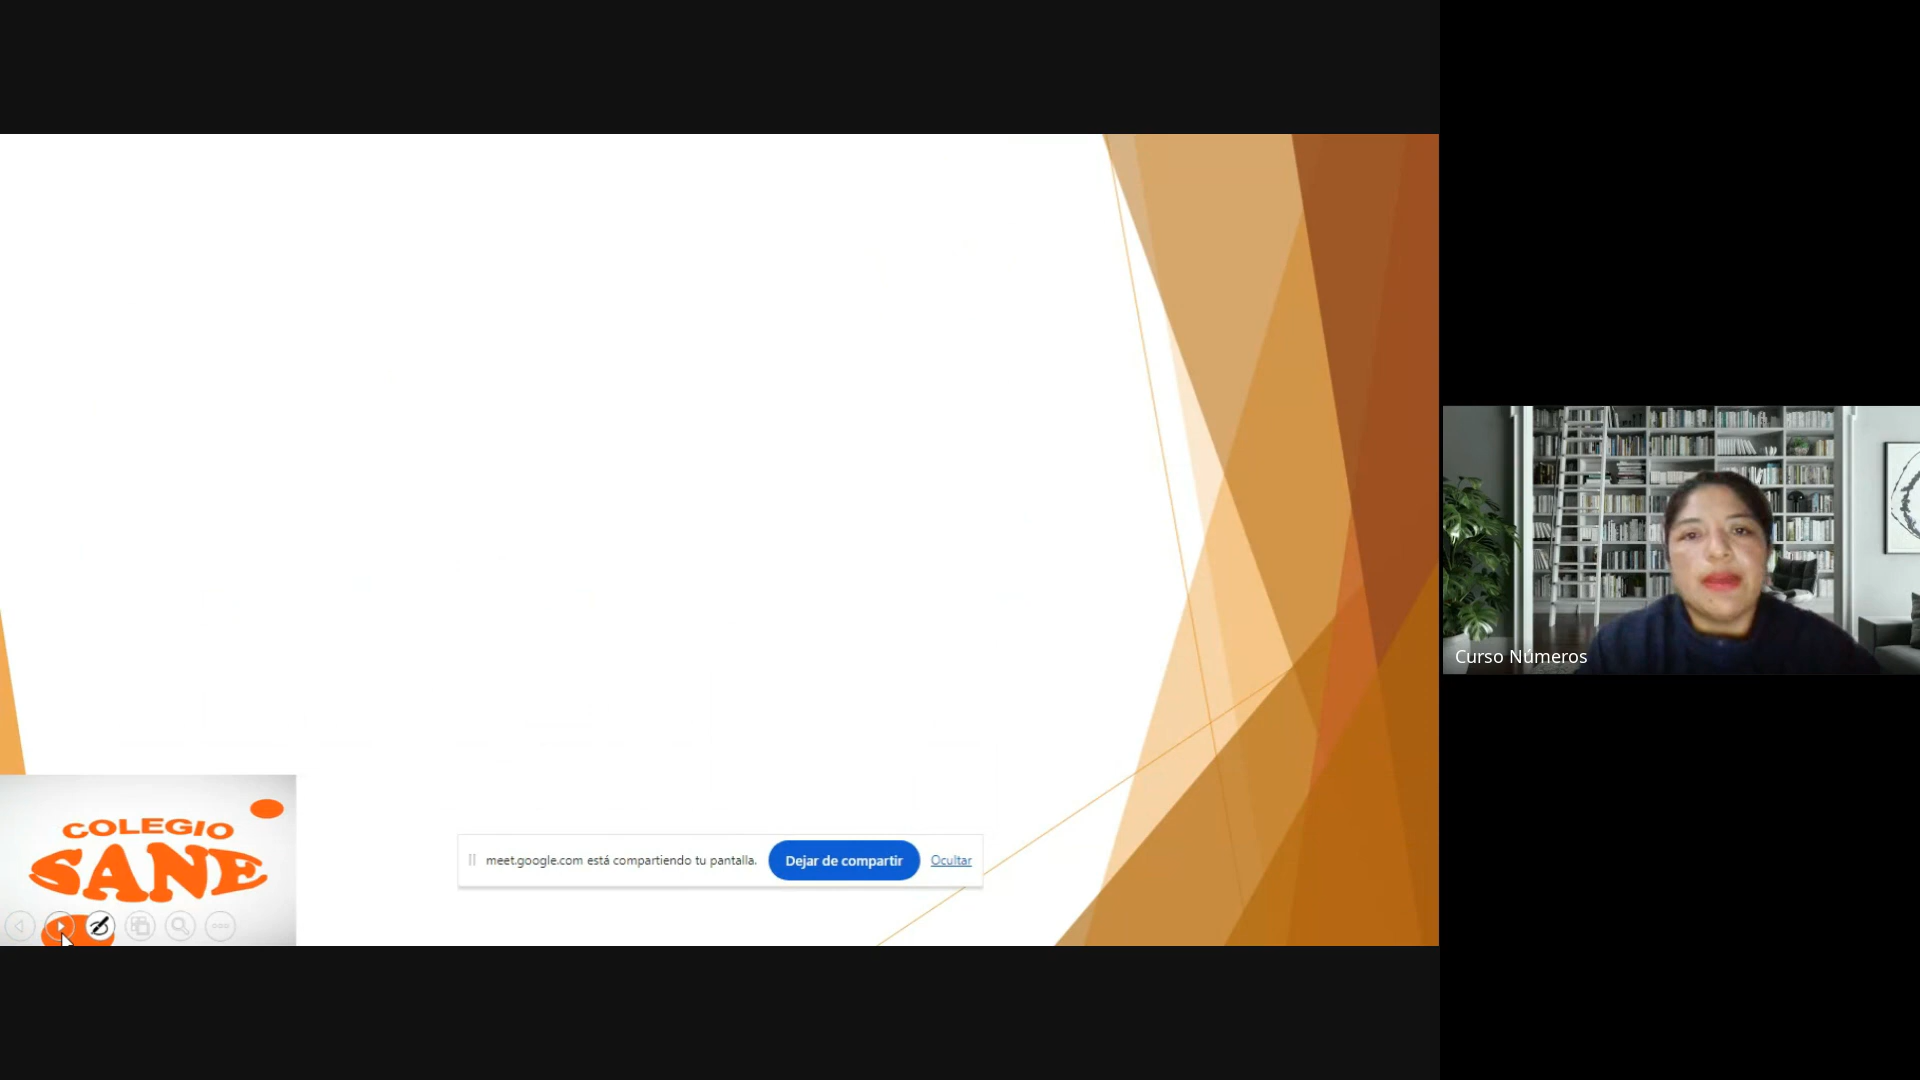 COLEGIO
SANE
meet.google.com está compartiendo tu pantalla.
Dejar de compartir
Ocultar
Curso Números